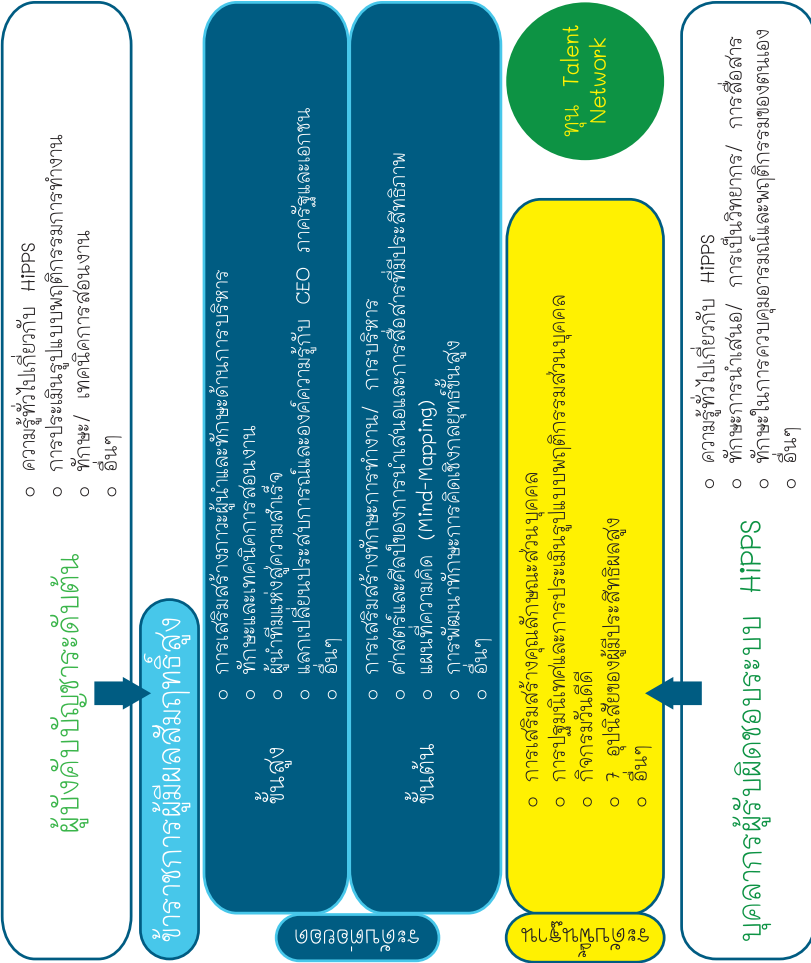 ผู้บังคับบัญชาระดับต้น
○ ความรู้ทั่วไปเกี่ยวกับ HiPPS
○ การประเมินรูปแบบพฤติกรรมการทำงาน
○ ทักษะ/ เทคนิคการสอนงาน
○ อื่นๆ
ข้าราชการผู้มีผลสัมฤทธิ์สูง
ระดับต่อยอด
ขั้นสูง
○ การเสริมสร้างภาวะผู้นำและทักษะด้านการบริหาร
○ ทักษะและเทคนิคการสอนงาน
○ ผู้นำทีมแห่งสู่ความสำเร็จ
○ แลกเปลี่ยนประสบการณ์และองค์ความรู้กับ CEO ภาครัฐและเอกชน
○ อื่นๆ
ขั้นต้น
○ การเสริมสร้างทักษะการทำงาน/ การบริหาร
○ ศาสตร์และศิลป์ของการนำเสนอและการสื่อสารที่มีประสิทธิภาพ
○ แผนที่ความคิด (Mind-Mapping)
○ การพัฒนาทักษะการคิดเชิงกลยุทธ์ขั้นสูง
○ อื่นๆ
ระดับพื้นฐาน
○ การเสริมสร้างคุณลักษณะส่วนบุคคล
○ การปฐมนิเทศและการประเมินรูปแบบพฤติกรรมส่วนบุคคล
○ กิจกรมวันดีดี
○ 7 อุปนิสัยของผู้มีประสิทธิผลสูง
○ อื่นๆ
ทุน Talent
Network
บุคลาการผู้รับผิดชอบระบบ HiPPS
○ ความรู้ทั่วไปเกี่ยวกับ HiPPS
○ ทักษะการนำเสนอ/ การเป็นวิทยากร/ การสื่อสาร
○ ทักษะในการควบคุมอารมณ์และพฤติกรรมของตนเอง
○ อื่นๆ